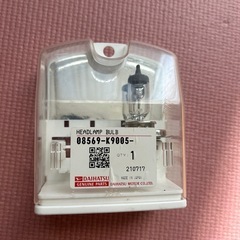 HEADLAMP BULB
08569-K9005-
QTY 1
210717
MADE IN JAPAN
DAIHATSU
GENUINE PARTS
DAIHATSU MOTOR CO.,LTD.